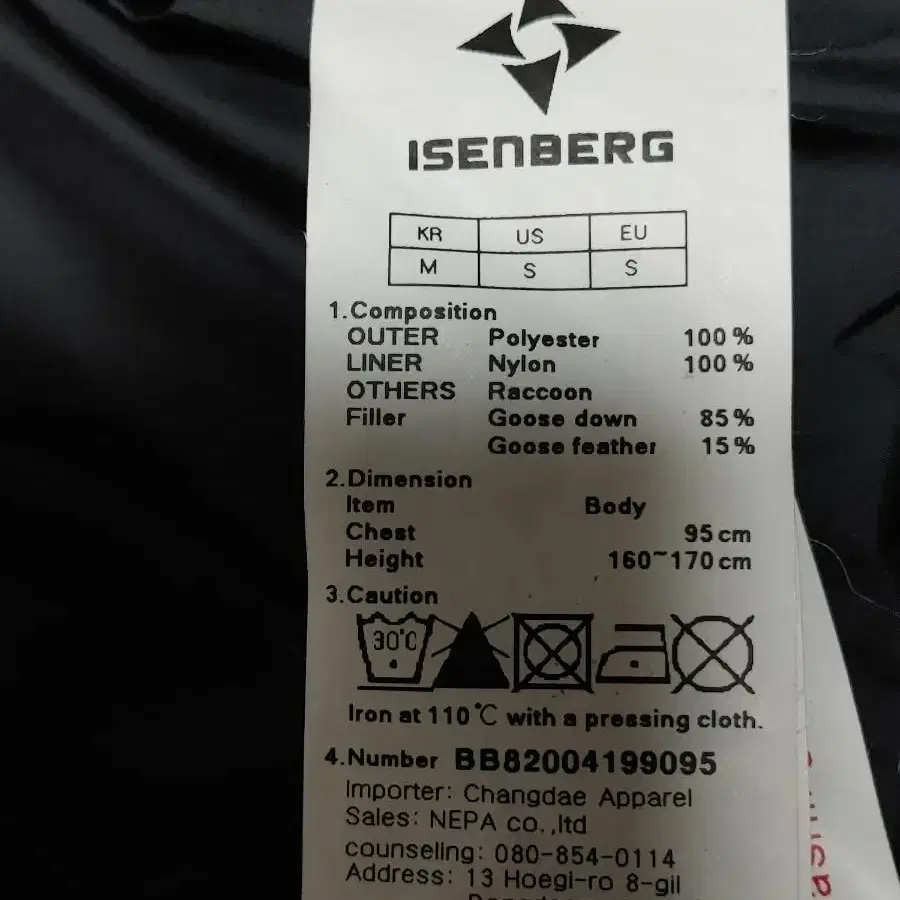 ISENBERG
KR US EU
M S S
1.Composition
OUTER Polyester 100%
LINER Nylon 100%
OTHERS Raccoon
Filler Goose down 85%
Goose feather 15%
2.Dimension
Item Body
Chest 95cm
Height 160~170cm
3.Caution
30℃
Iron at 110℃ with a pressing cloth.
4.Number BB82004199095
Importer: Changdae Apparel
Sales: NEPA co.,ltd
counseling: 080-854-0114
Address: 13 Hoegi-ro 8-gil